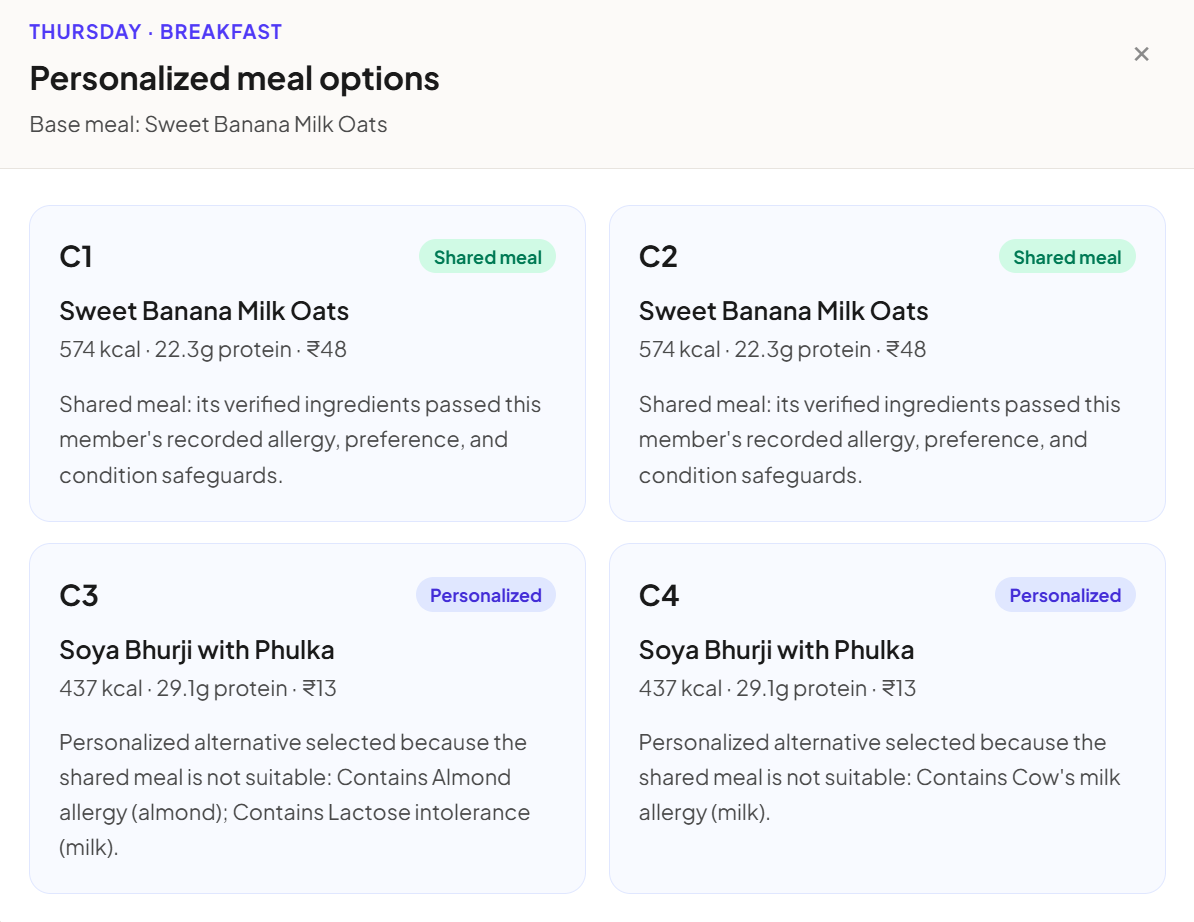 THURSDAY · BREAKFAST
Personalized meal options
Base meal: Sweet Banana Milk Oats
C1
Shared meal
Sweet Banana Milk Oats
574 kcal · 22.3g protein · ₹48
Shared meal: its verified ingredients passed this
member's recorded allergy, preference, and
condition safeguards.
C2
Shared meal
Sweet Banana Milk Oats
574 kcal · 22.3g protein · ₹48
Shared meal: its verified ingredients passed this
member's recorded allergy, preference, and
condition safeguards.
C3
Personalized
Soya Bhurji with Phulka
437 kcal · 29.1g protein · ₹13
Personalized alternative selected because the
shared meal is not suitable: Contains Almond
allergy (almond); Contains Lactose intolerance
(milk).
C4
Personalized
Soya Bhurji with Phulka
437 kcal · 29.1g protein · ₹13
Personalized alternative selected because the
shared meal is not suitable: Contains Cow's milk
allergy (milk).